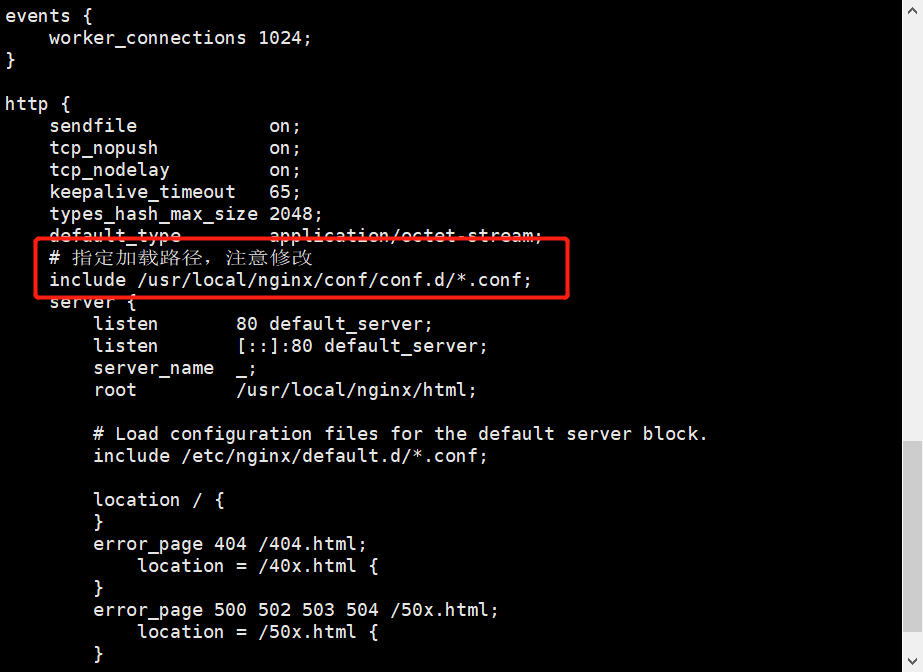 events {
    worker_connections 1024;
}
http {
    sendfile            on;
    tcp_nopush          on;
    tcp_nodelay         on;
    keepalive_timeout   65;
    types_hash_max_size 2048;
    default_type        application/octet-stream;
    # 指定加载路径，注意修改
    include /usr/local/nginx/conf/conf.d/*.conf;
    server {
        listen       80 default_server;
        listen       [::]:80 default_server;
        server_name  _;
        root         /usr/local/nginx/html;
        # Load configuration files for the default server block.
        include /etc/nginx/default.d/*.conf;
        location / {
        }
        error_page 404 /404.html;
            location = /40x.html {
        }
        error_page 500 502 503 504 /50x.html;
            location = /50x.html {
        }